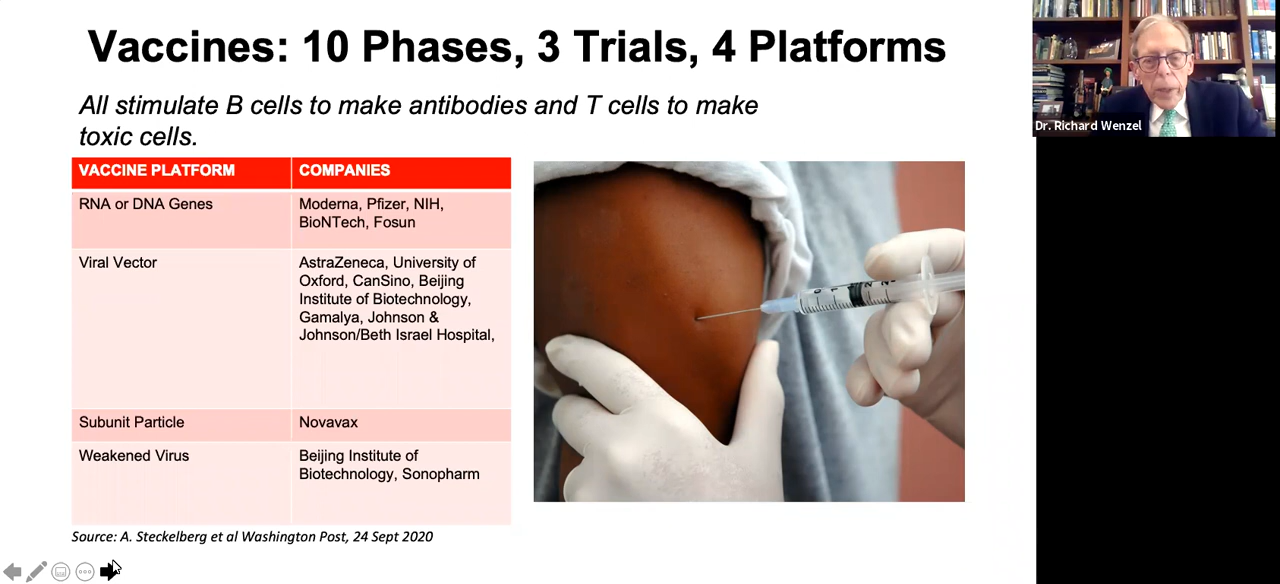 Vaccines: 10 Phases, 3 Trials, 4 Platforms
All stimulate B cells to make antibodies and T cells to make
toxic cells.
VACCINE PLATFORM
COMPANIES
RNA or DNA Genes
Moderna, Pfizer, NIH,
BioNTech, Fosun
Viral Vector
AstraZeneca, University of
Oxford, CanSino, Beijing
Institute of Biotechnology,
Gamalya, Johnson &
Johnson/Beth Israel Hospital,
Subunit Particle
Novavax
Weakened Virus
Beijing Institute of
Biotechnology, Sonopharm
Source: A. Steckelberg et al Washington Post, 24 Sept 2020
Dr. Richard Wenzel